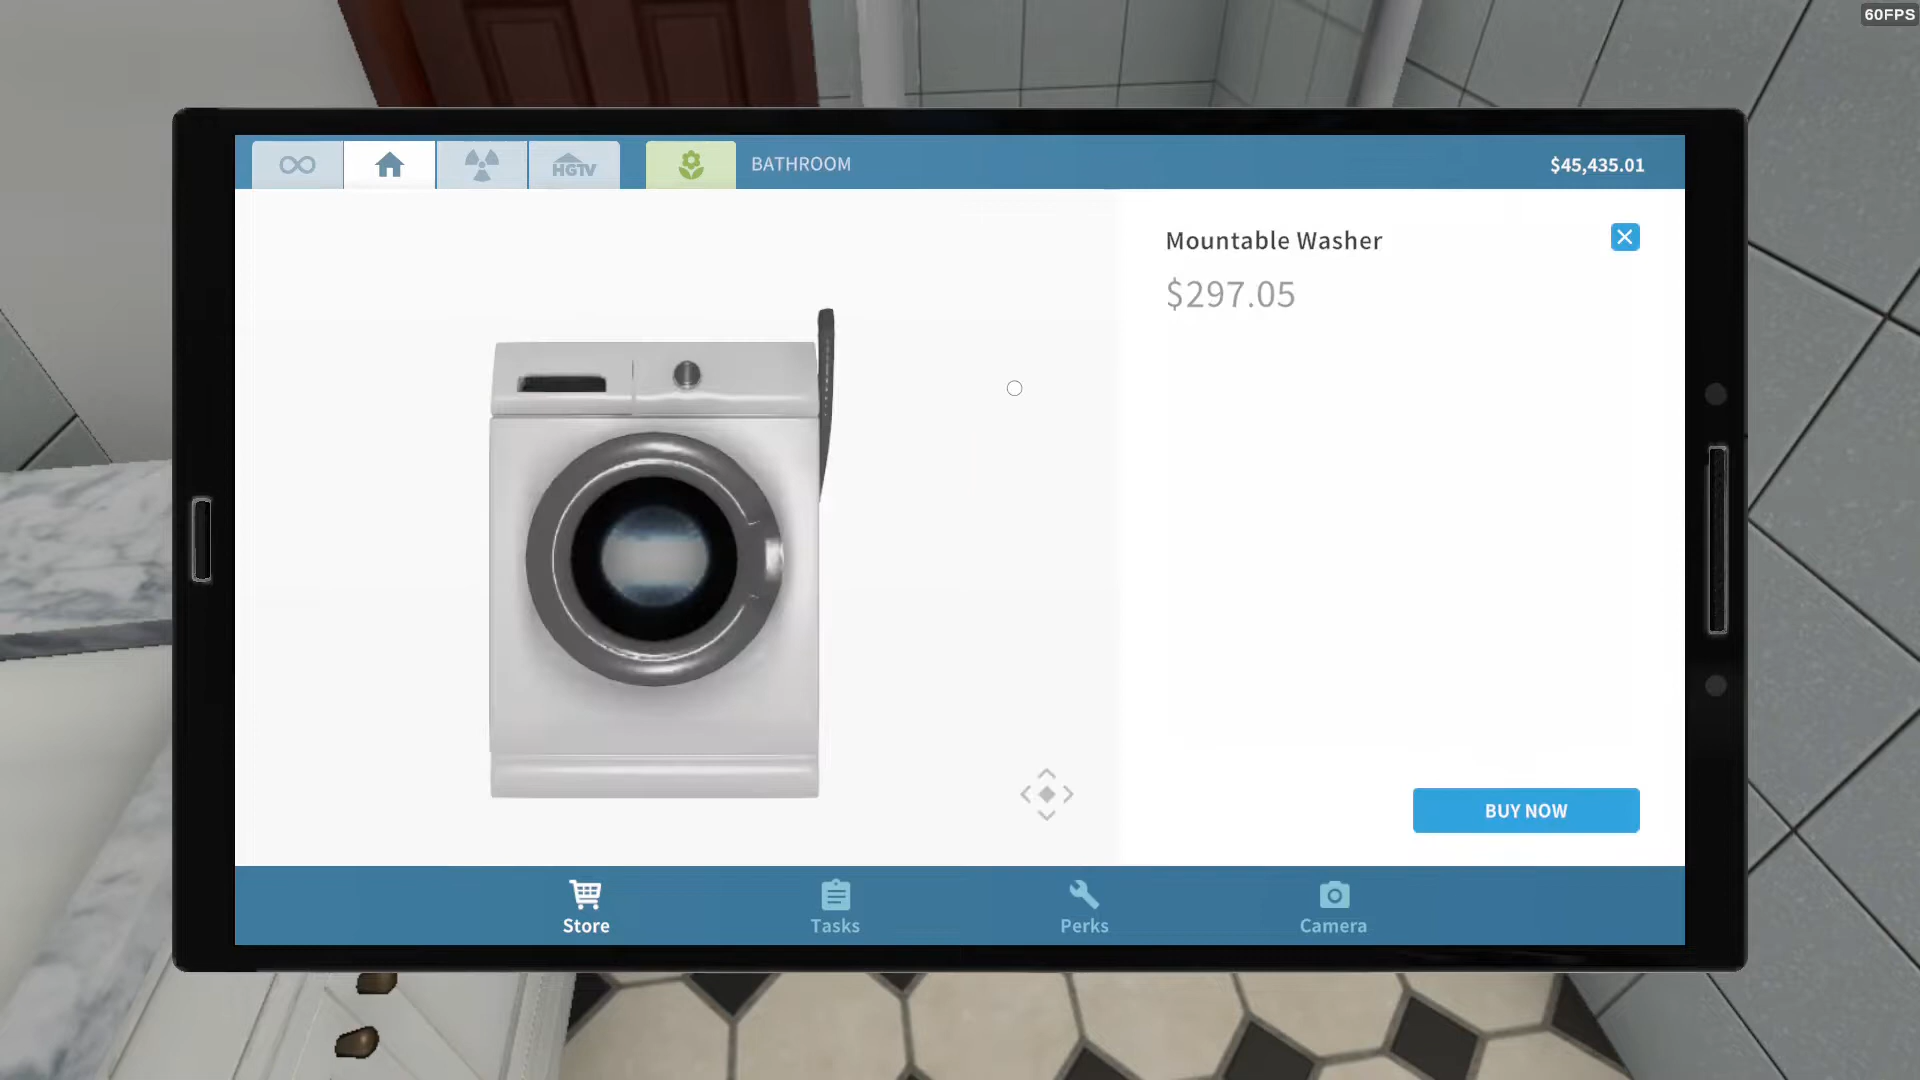 60FPS
HGTV
BATHROOM
$45,435.01
Mountable Washer
$297.05
BUY NOW
Store
Tasks
Perks
Camera